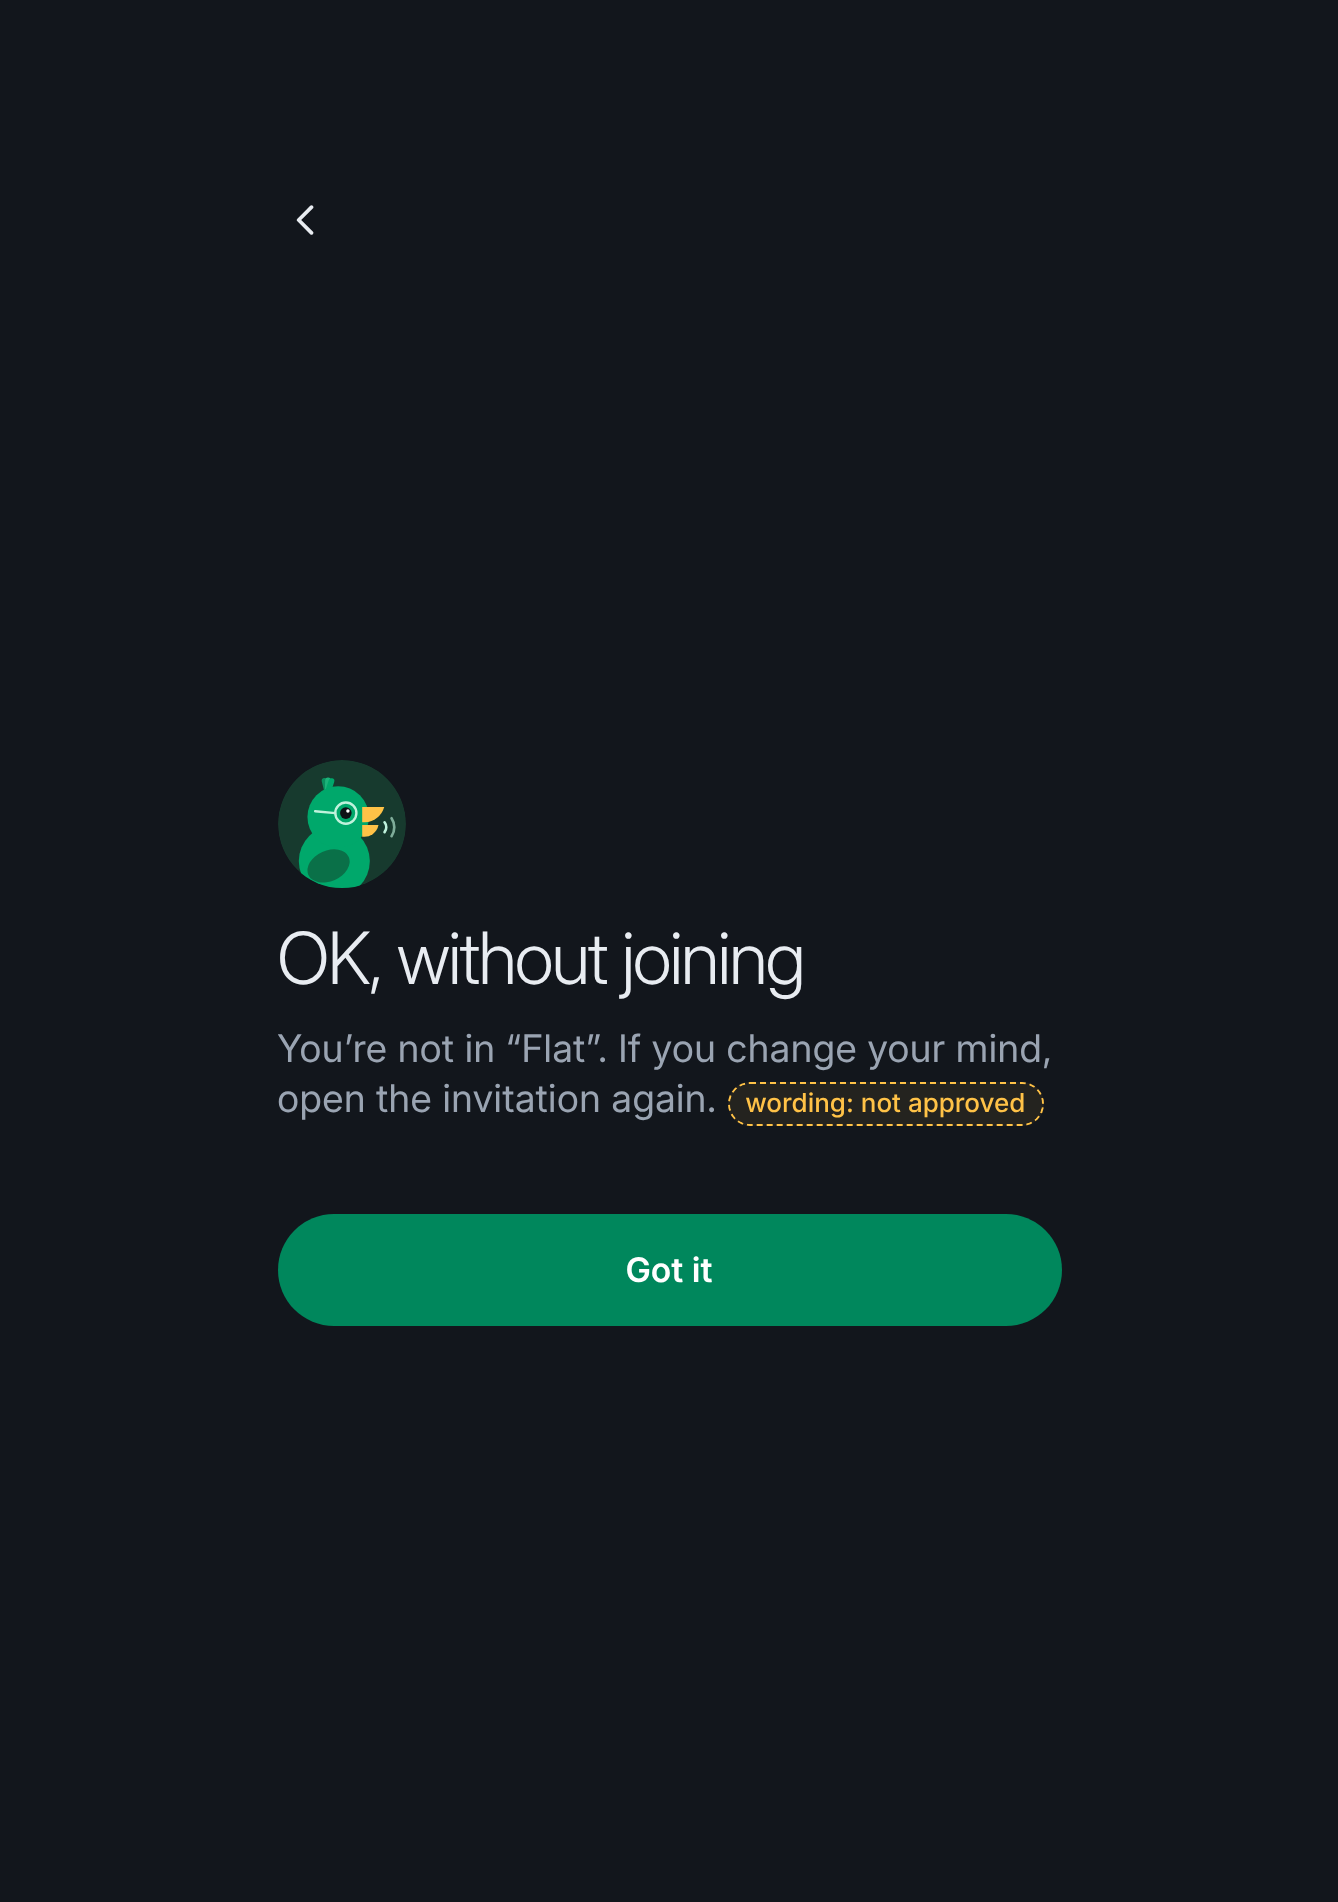 OK, without joining
You’re not in “Flat”. If you change your mind,
open the invitation again. wording: not approved
Got it